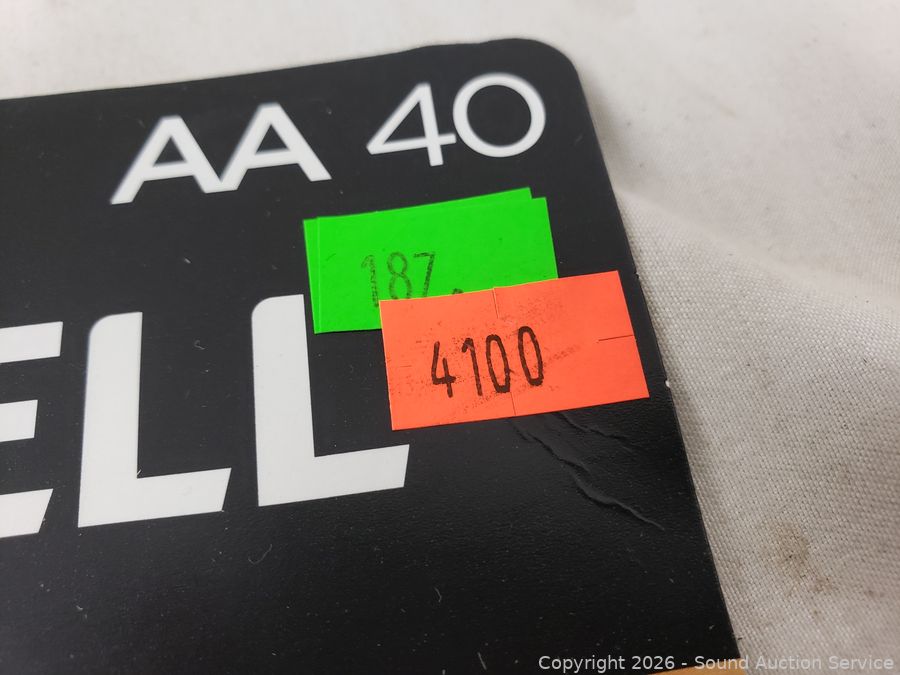 AA 40
187.
4100
ELL
Copyright 2026 - Sound Auction Service